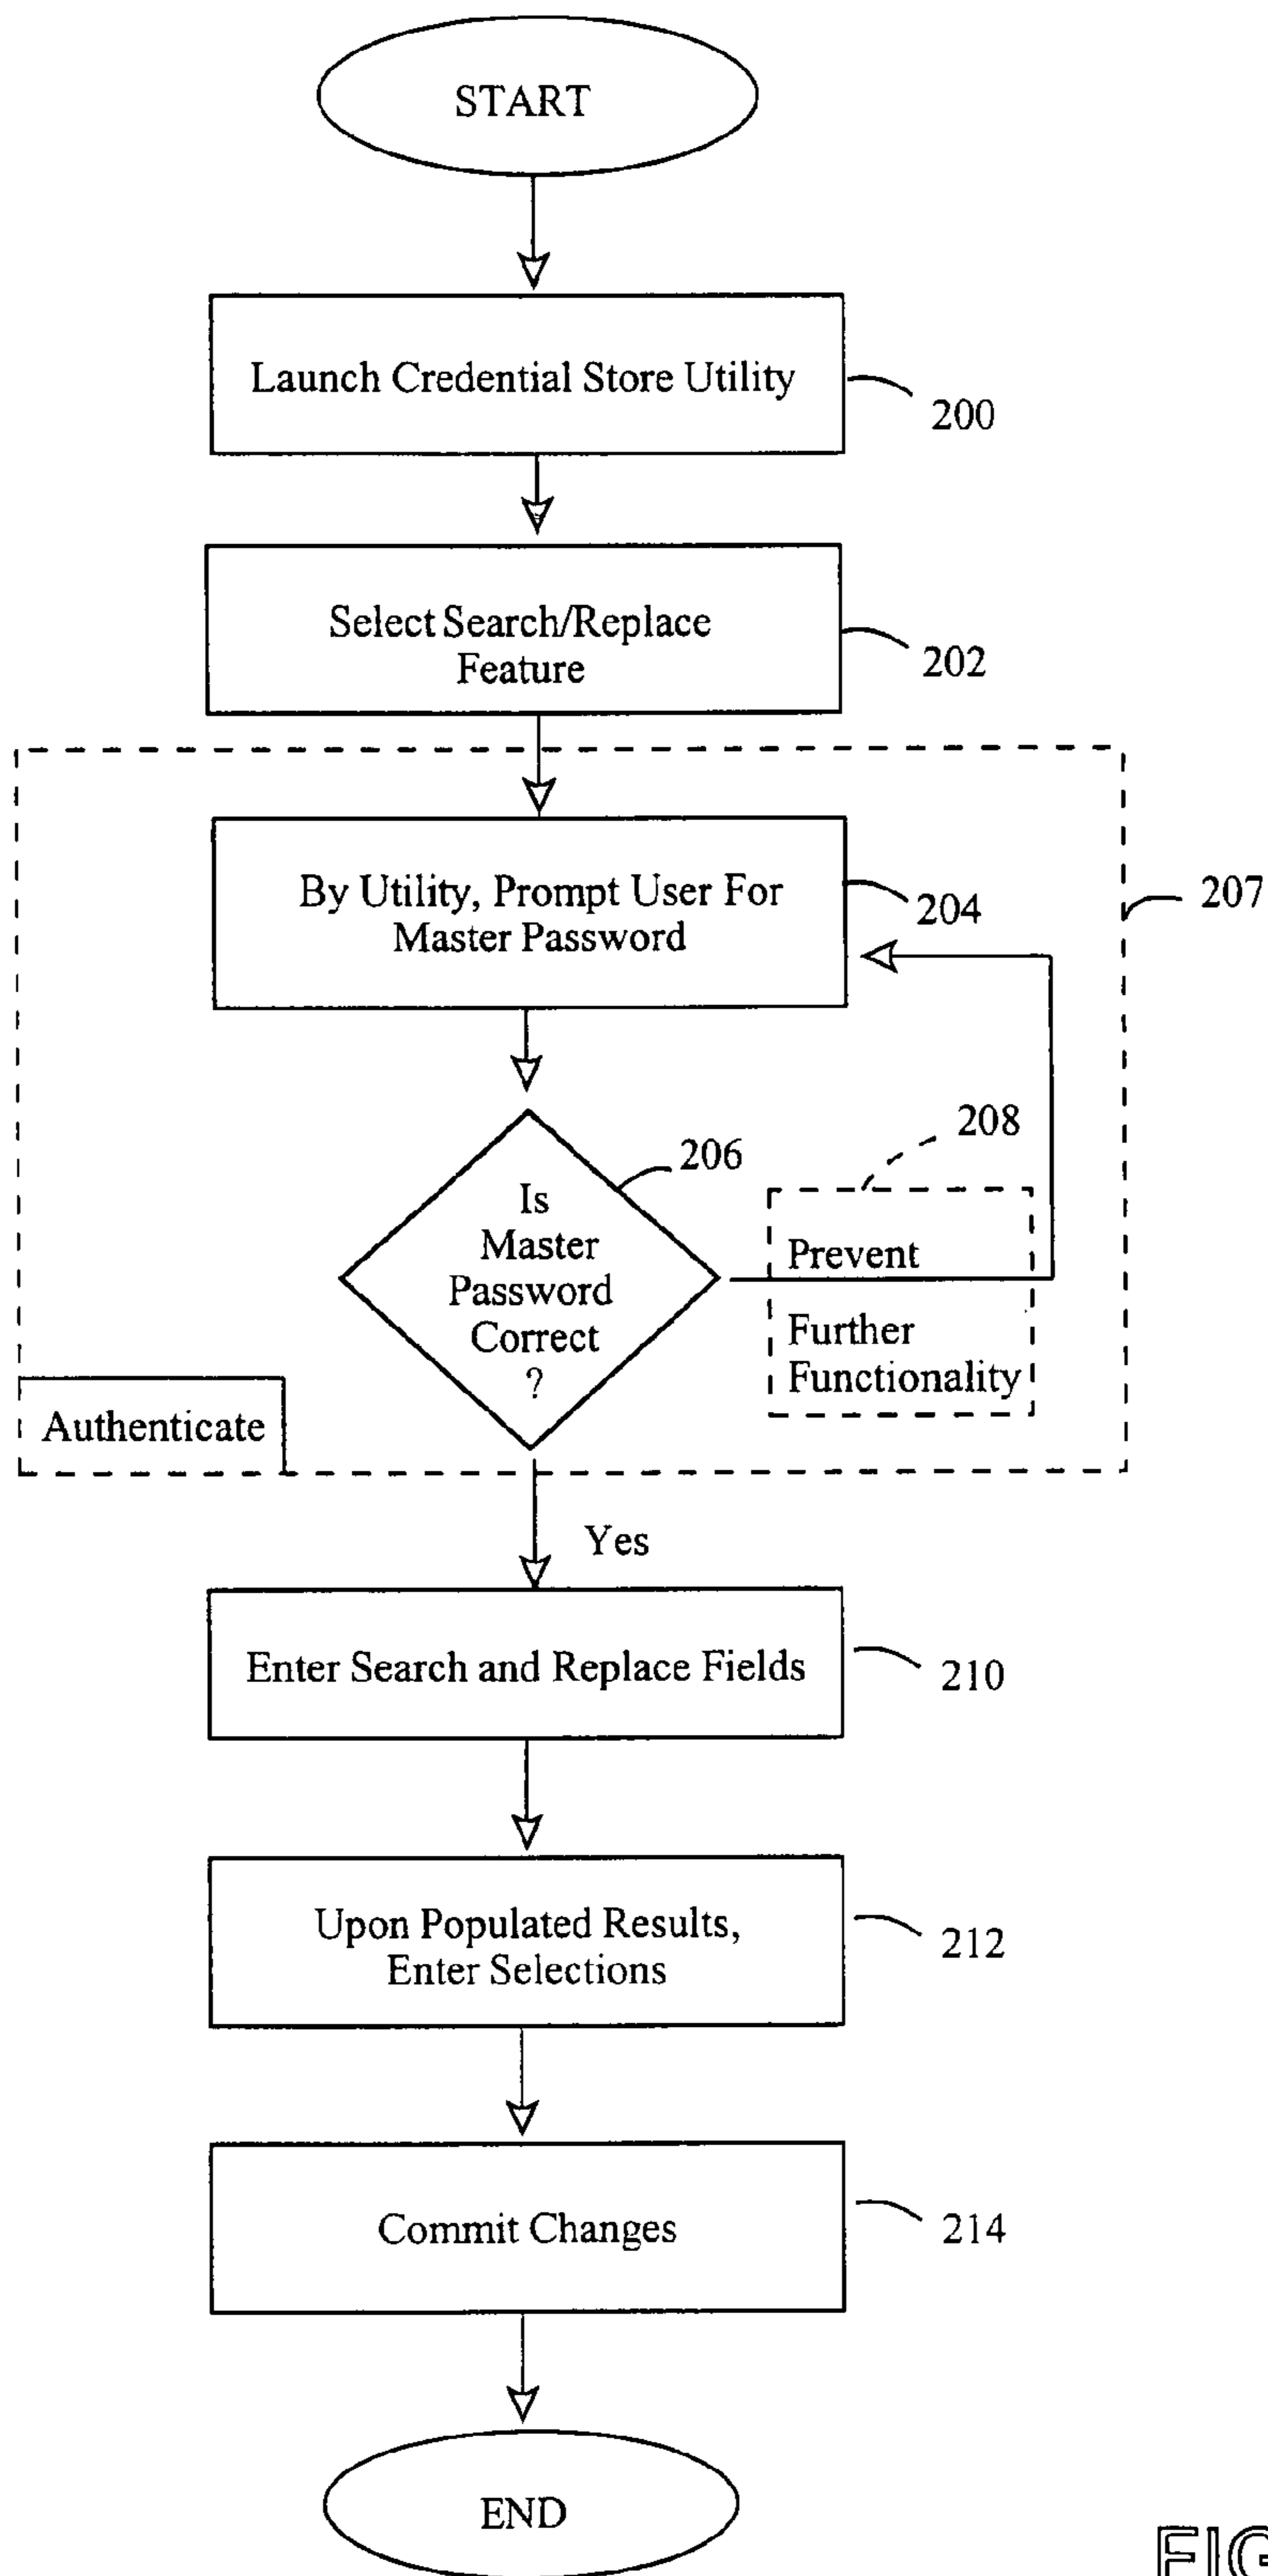 START
Launch Credential Store Utility
200
Select Search/Replace
Feature
202
By Utility, Prompt User For
Master Password
204
207
208
206
Is
Master
Password
Correct
?
Prevent
Further
Functionality
Authenticate
Yes
Enter Search and Replace Fields
210
Upon Populated Results,
Enter Selections
212
Commit Changes
214
END
FIG